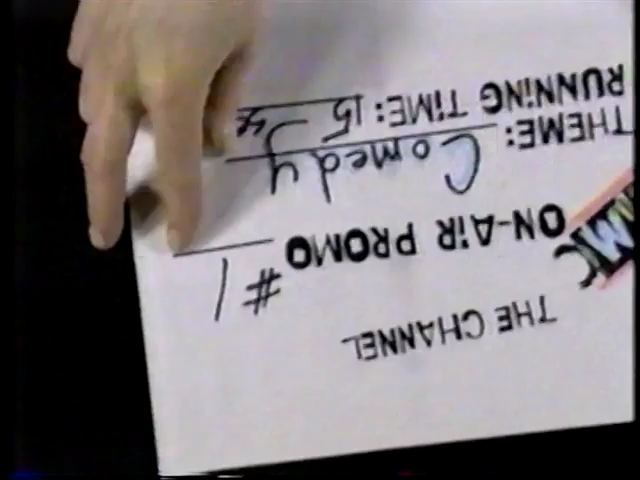 THE CHANNEL
ON-AiR PROMO #1
THEME: Comedy
RUNNiNG TiME: 15